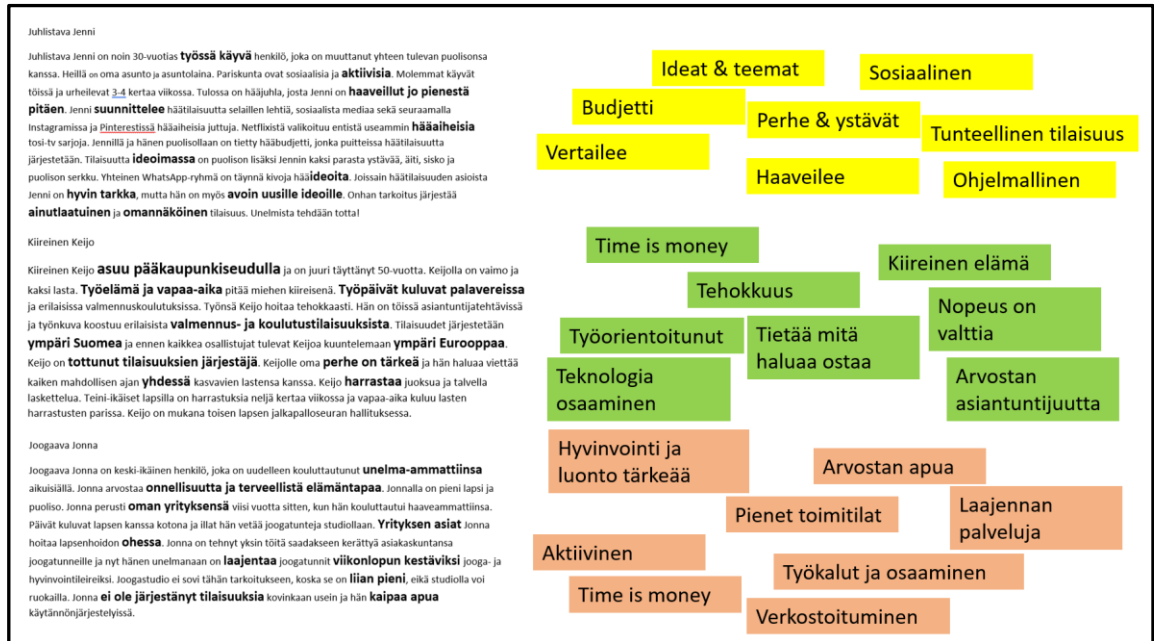 Juhlistava Jenni
Juhlistava Jenni on noin 30-vuotias työssä käyvä henkilö, joka on muuttanut yhteen tulevan puolisonsa
kanssa. Heillä on oma asunto ja asuntolaina. Pariskunta ovat sosiaalisia ja aktiivisia. Molemmat käyvät
töissä ja urheilevat 3-4 kertaa viikossa. Tulossa on hääjuhla, josta Jenni on haaveillut jo pienestä
pitäen. Jenni suunnittelee häätilaisuutta selaillen lehtiä, sosiaalista mediaa sekä seuraamalla
Instagramissa ja Pinterestissä hääaiheisia juttuja. Netflixistä valikoituu entistä useammin hääaiheisia
tosi-tv sarjoja. Jennillä ja hänen puolisollaan on tietty hääbudjetti, jonka puitteissa häätilaisuutta
järjestetään. Tilaisuutta ideoimassa on puolison lisäksi Jennin kaksi parasta ystävää, äiti, sisko ja
puolison serkku. Yhteinen WhatsApp-ryhmä on täynnä kivoja hääideoita. Joissain häätilaisuuden asioista
Jenni on hyvin tarkka, mutta hän on myös avoin uusille ideoille. Onhan tarkoitus järjestää
ainutlaatuinen ja omannäköinen tilaisuus. Unelmista tehdään totta!
Kiireinen Keijo
Kiireinen Keijo asuu pääkaupunkiseudulla ja on juuri täyttänyt 50-vuotta. Keijolla on vaimo ja
kaksi lasta. Työelämä ja vapaa-aika pitää miehen kiireisenä. Työpäivät kuluvat palavereissa
ja erilaisissa valmennuskoulutuksissa. Työnsä Keijo hoitaa tehokkaasti. Hän on töissä asiantuntijatehtävissä
ja työnkuva koostuu erilaisista valmennus- ja koulutustilaisuuksista. Tilaisuudet järjestetään
ympäri Suomea ja ennen kaikkea osallistujat tulevat Keijoa kuuntelemaan ympäri Eurooppaa.
Keijo on tottunut tilaisuuksien järjestäjä. Keijolle oma perhe on tärkeä ja hän haluaa viettää
kaiken mahdollisen ajan yhdessä kasvavien lastensa kanssa. Keijo harrastaa juoksua ja talvella
laskettelua. Teini-ikäiset lapsilla on harrastuksia neljä kertaa viikossa ja vapaa-aika kuluu lasten
harrastusten parissa. Keijo on mukana toisen lapsen jalkapalloseuran hallituksessa.
Joogaava Jonna
Joogaava Jonna on keski-ikäinen henkilö, joka on uudelleen kouluttautunut unelma-ammattiinsa
aikuisiällä. Jonna arvostaa onnellisuutta ja terveellistä elämäntapaa. Jonnalla on pieni lapsi ja
puoliso. Jonna perusti oman yrityksensä viisi vuotta sitten, kun hän kouluttautui haaveammattiinsa.
Päivät kuluvat lapsen kanssa kotona ja illat hän vetää joogatunteja studiollaan. Yrityksen asiat Jonna
hoitaa lapsenhoidon ohessa. Jonna on tehnyt yksin töitä saadakseen kerättyä asiakaskuntansa
joogatunneille ja nyt hänen unelmanaan on laajentaa joogatunnit viikonlopun kestäviksi jooga- ja
hyvinvointileireiksi. Joogastudio ei sovi tähän tarkoitukseen, koska se on liian pieni, eikä studiolla voi
ruokailla. Jonna ei ole järjestänyt tilaisuuksia kovinkaan usein ja hän kaipaa apua
käytännönjärjestelyissä.
Ideat & teemat
Sosiaalinen
Budjetti
Perhe & ystävät
Tunteellinen tilaisuus
Vertailee
Haaveilee
Ohjelmallinen
Time is money
Kiireinen elämä
Tehokkuus
Nopeus on
valttia
Työorientoitunut
Tietää mitä
haluaa ostaa
Teknologia
osaaminen
Arvostan
asiantuntijuutta
Hyvinvointi ja
luonto tärkeää
Arvostan apua
Pienet toimitilat
Laajennan
palveluja
Aktiivinen
Työkalut ja osaaminen
Time is money
Verkostoituminen